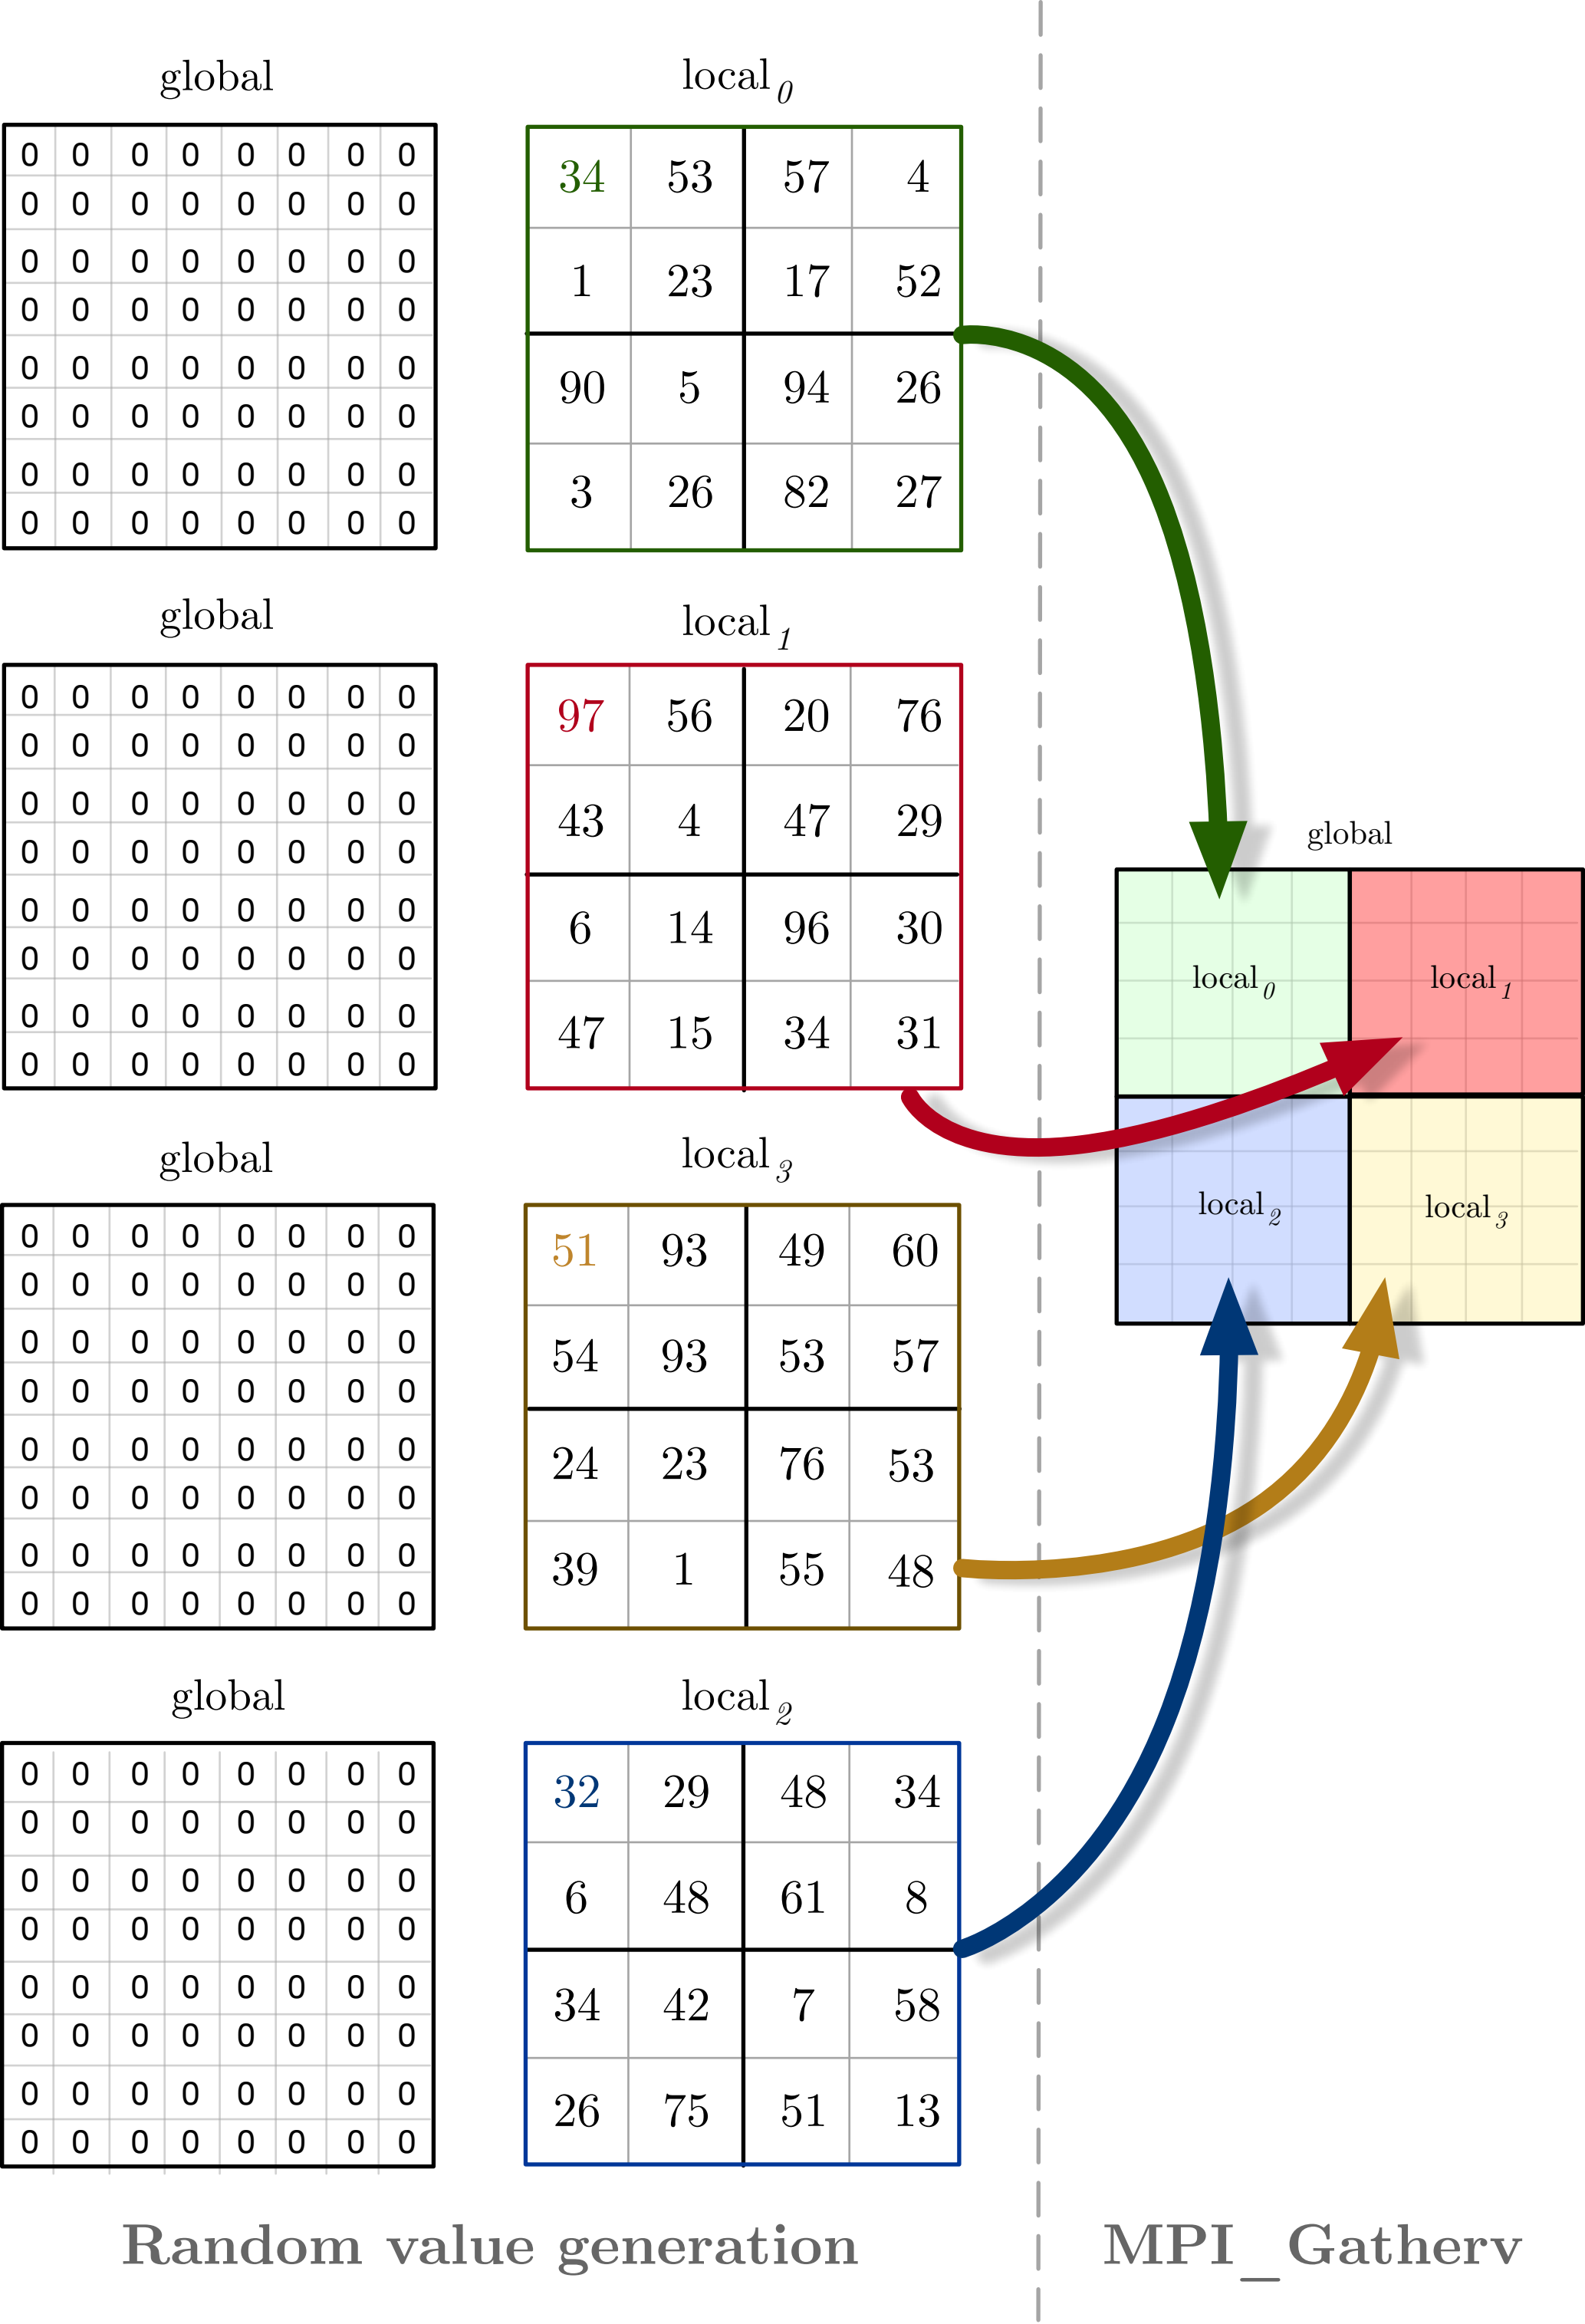 global
0 0 0 0 0 0 0 0
0 0 0 0 0 0 0 0
0 0 0 0 0 0 0 0
0 0 0 0 0 0 0 0
0 0 0 0 0 0 0 0
0 0 0 0 0 0 0 0
0 0 0 0 0 0 0 0
0 0 0 0 0 0 0 0
local0
34 53 57 4
1 23 17 52
90 5 94 26
3 26 82 27
global
0 0 0 0 0 0 0 0
0 0 0 0 0 0 0 0
0 0 0 0 0 0 0 0
0 0 0 0 0 0 0 0
0 0 0 0 0 0 0 0
0 0 0 0 0 0 0 0
0 0 0 0 0 0 0 0
0 0 0 0 0 0 0 0
local1
97 56 20 76
43 4 47 29
6 14 96 30
47 15 34 31
global
0 0 0 0 0 0 0 0
0 0 0 0 0 0 0 0
0 0 0 0 0 0 0 0
0 0 0 0 0 0 0 0
0 0 0 0 0 0 0 0
0 0 0 0 0 0 0 0
0 0 0 0 0 0 0 0
0 0 0 0 0 0 0 0
local3
51 93 49 60
54 93 53 57
24 23 76 53
39 1 55 48
global
0 0 0 0 0 0 0 0
0 0 0 0 0 0 0 0
0 0 0 0 0 0 0 0
0 0 0 0 0 0 0 0
0 0 0 0 0 0 0 0
0 0 0 0 0 0 0 0
0 0 0 0 0 0 0 0
0 0 0 0 0 0 0 0
local2
32 29 48 34
6 48 61 8
34 42 7 58
26 75 51 13
Random value generation
global
local0 local1
local2 local3
MPI_Gatherv